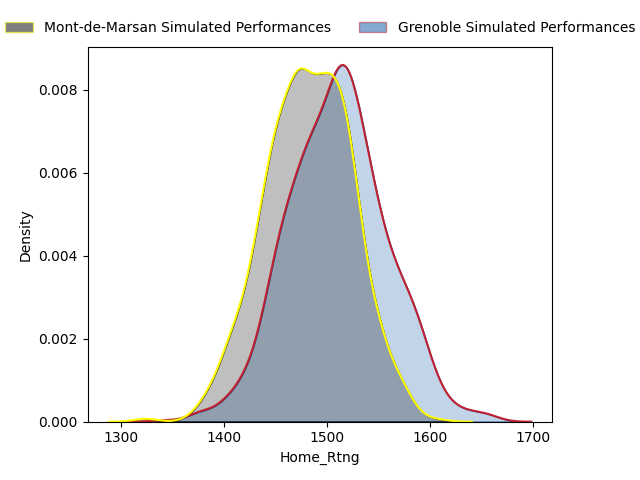 Mont-de-Marsan Simulated Performances
Grenoble Simulated Performances
0.008
0.006
0.004
0.002
0.000
Density
1300
1400
1500
1600
1700
Home_Rtng